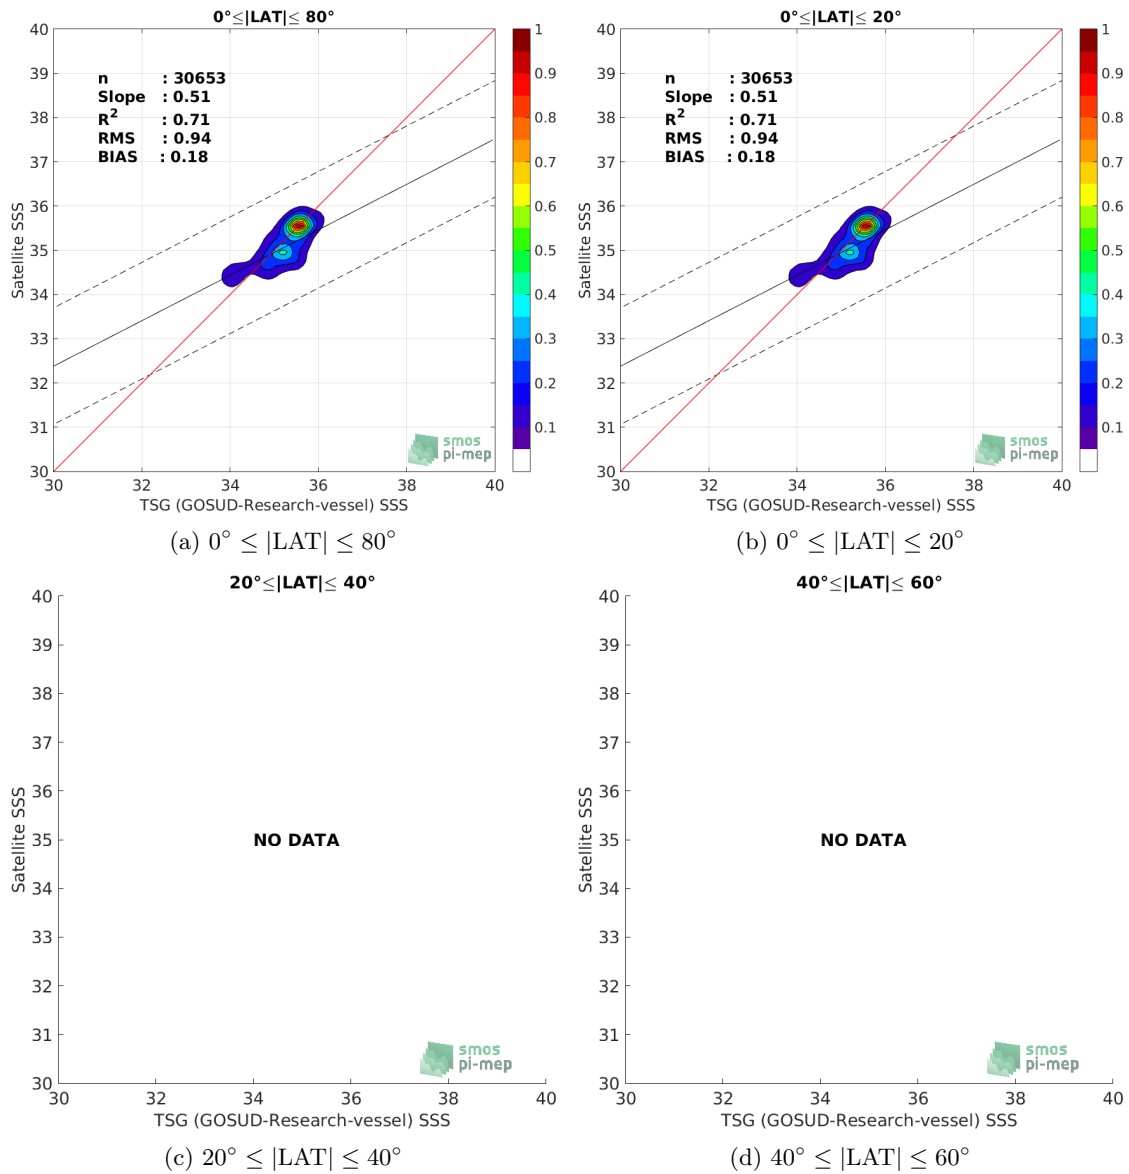 0°≤|LAT|≤ 80°
40
39
38
37
36
35
34
33
32
31
30
Satellite SSS
n : 30653
Slope : 0.51
R2 : 0.71
RMS : 0.94
BIAS : 0.18
smos
pi-mep
30 32 34 36 38 40
TSG (GOSUD-Research-vessel) SSS
1
0.9
0.8
0.7
0.6
0.5
0.4
0.3
0.2
0.1
(a) 0° ≤ |LAT| ≤ 80°
0°≤|LAT|≤ 20°
40
39
38
37
36
35
34
33
32
31
30
Satellite SSS
n : 30653
Slope : 0.51
R2 : 0.71
RMS : 0.94
BIAS : 0.18
smos
pi-mep
30 32 34 36 38 40
TSG (GOSUD-Research-vessel) SSS
1
0.9
0.8
0.7
0.6
0.5
0.4
0.3
0.2
0.1
(b) 0° ≤ |LAT| ≤ 20°
20°≤|LAT|≤ 40°
40
39
38
37
36
35
34
33
32
31
30
Satellite SSS
NO DATA
smos
pi-mep
30 32 34 36 38 40
TSG (GOSUD-Research-vessel) SSS
(c) 20° ≤ |LAT| ≤ 40°
40°≤|LAT|≤ 60°
40
39
38
37
36
35
34
33
32
31
30
Satellite SSS
NO DATA
smos
pi-mep
30 32 34 36 38 40
TSG (GOSUD-Research-vessel) SSS
(d) 40° ≤ |LAT| ≤ 60°